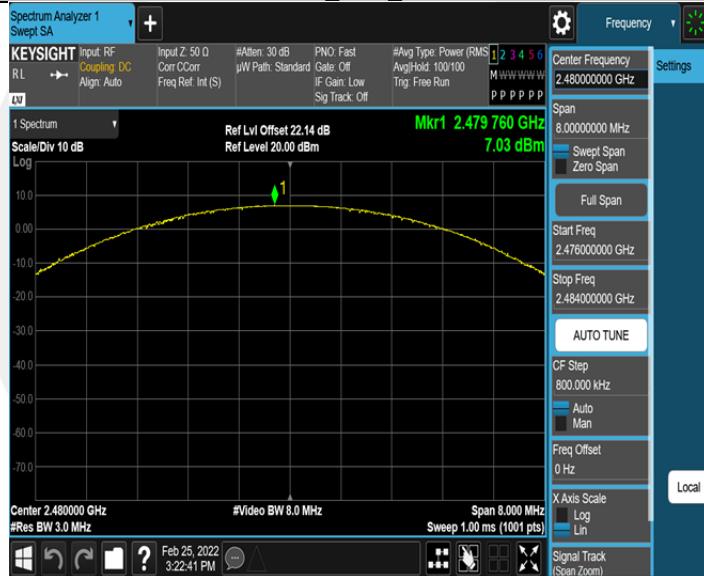 Spectrum Analyzer 1
Swept SA
+
Frequency
KEYSIGHT
RL
LXI
Input: RF
Coupling: DC
Align: Auto
Input Z: 50 Ω
Corr CCorr
Freq Ref: Int (S)
#Atten: 30 dB
µW Path: Standard
PNO: Fast
Gate: Off
IF Gain: Low
Sig Track: Off
#Avg Type: Power (RMS
Avg|Hold: 100/100
Trig: Free Run
1 2 3 4 5 6
M W W W W W
P P P P P P
1 Spectrum
Scale/Div 10 dB
Log
Ref Lvl Offset 22.14 dB
Ref Level 20.00 dBm
Mkr1 2.479 760 GHz
7.03 dBm
1
10.0
0.00
-10.0
-20.0
-30.0
-40.0
-50.0
-60.0
-70.0
Center 2.480000 GHz
#Res BW 3.0 MHz
#Video BW 8.0 MHz
Span 8.000 MHz
Sweep 1.00 ms (1001 pts)
Feb 25, 2022
3:22:41 PM
?
Center Frequency
2.480000000 GHz
Span
8.00000000 MHz
Swept Span
Zero Span
Full Span
Start Freq
2.476000000 GHz
Stop Freq
2.484000000 GHz
AUTO TUNE
CF Step
800.000 kHz
Auto
Man
Freq Offset
0 Hz
X Axis Scale
Log
Lin
Signal Track
(Span Zoom)
Settings
Local